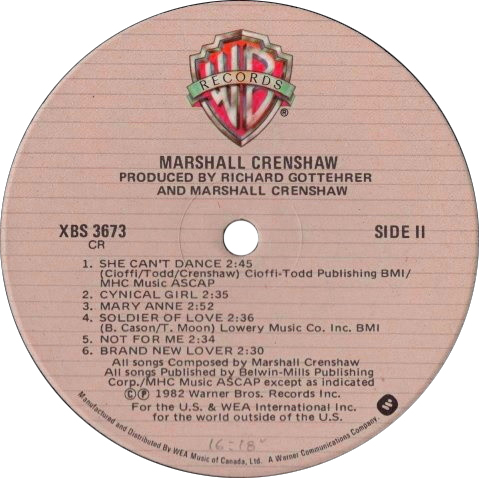 WB
RECORDS
®
MARSHALL CRENSHAW
PRODUCED BY RICHARD GOTTEHRER
AND MARSHALL CRENSHAW
XBS 3673
CR
SIDE II
1. SHE CAN'T DANCE 2:45
(Cioffi/Todd/Crenshaw) Cioffi-Todd Publishing BMI/
MHC Music ASCAP
2. CYNICAL GIRL 2:35
3. MARY ANNE 2:52
4. SOLDIER OF LOVE 2:36
(B. Cason/T. Moon) Lowery Music Co. Inc. BMI
5. NOT FOR ME 2:34
6. BRAND NEW LOVER 2:30
All songs Composed by Marshall Crenshaw
All songs Published by Belwin-Mills Publishing
Corp./MHC Music ASCAP except as indicated
©℗ 1982 Warner Bros. Records Inc.
For the U.S. & WEA International Inc.
for the world outside of the U.S.
Manufactured and Distributed By WEA Music of Canada, Ltd. A Warner Communications Company.
16:18"